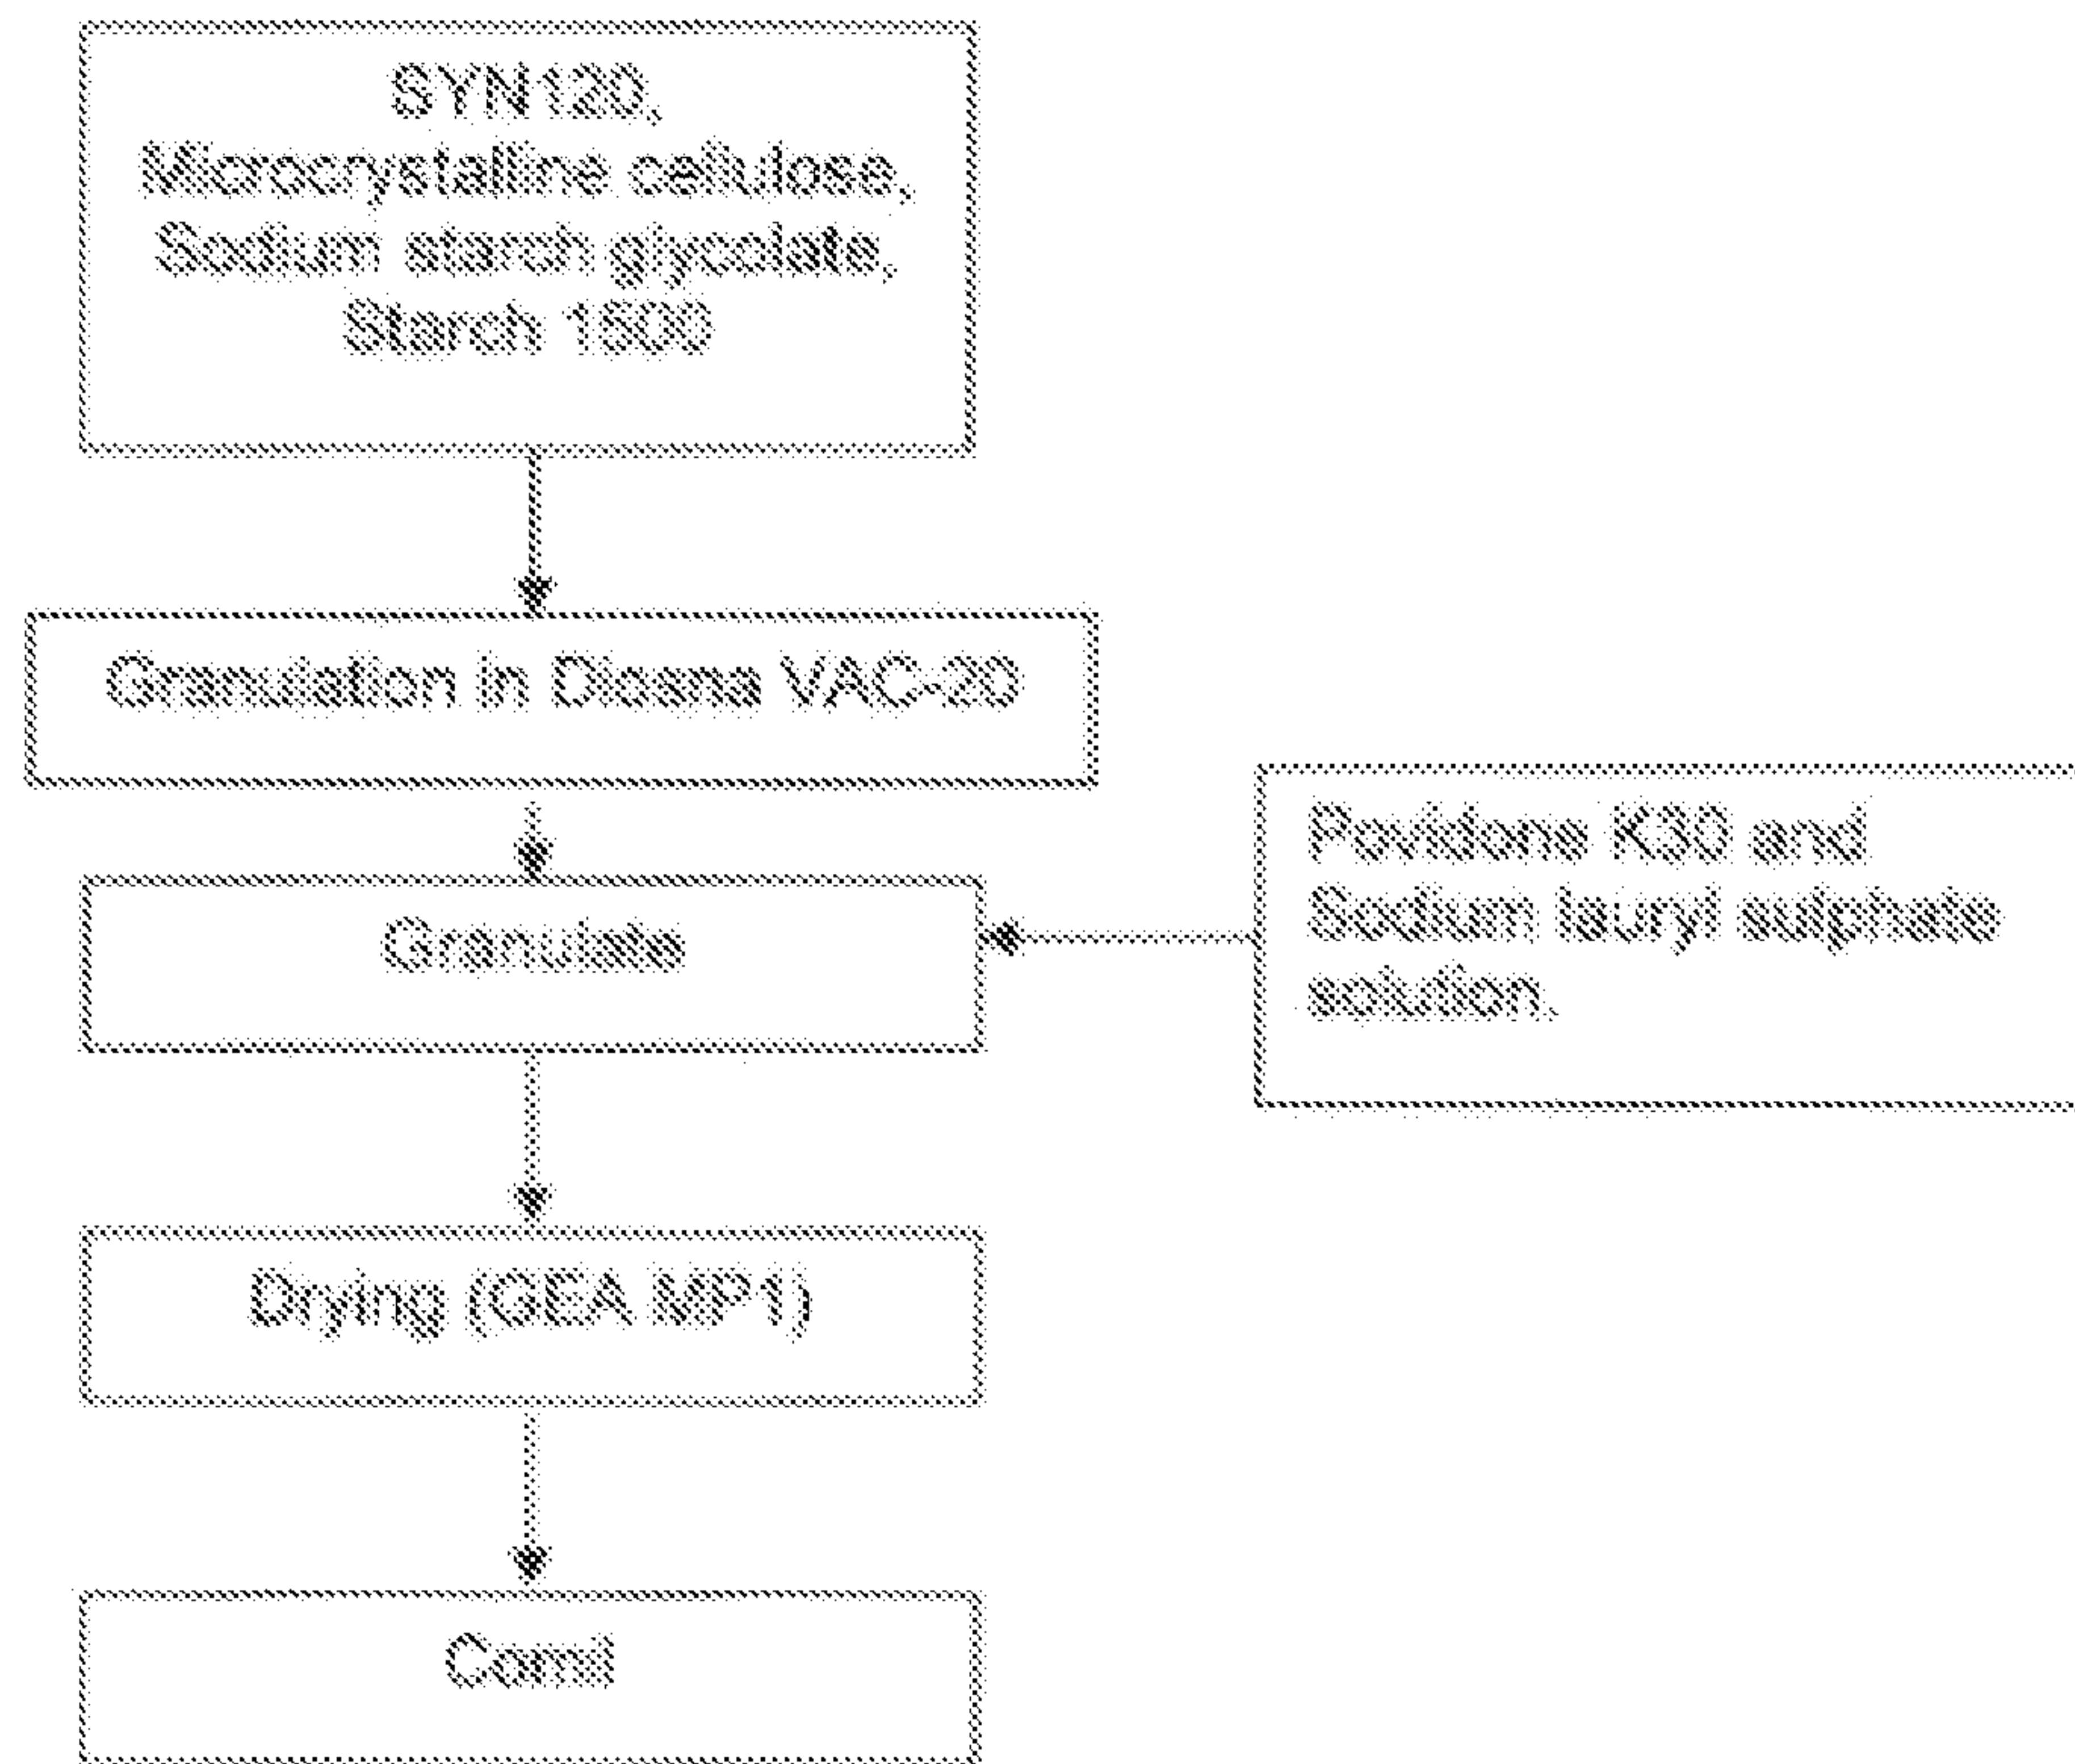 SYN120,
Microcrystalline cellulose,
Sodium starch glycolate,
Starch 1500
Granulation in Diosna VAC-20
Granulate
Povidone K30 and
Sodium lauryl sulphate
solution.
Drying (GEA MP1)
Comil